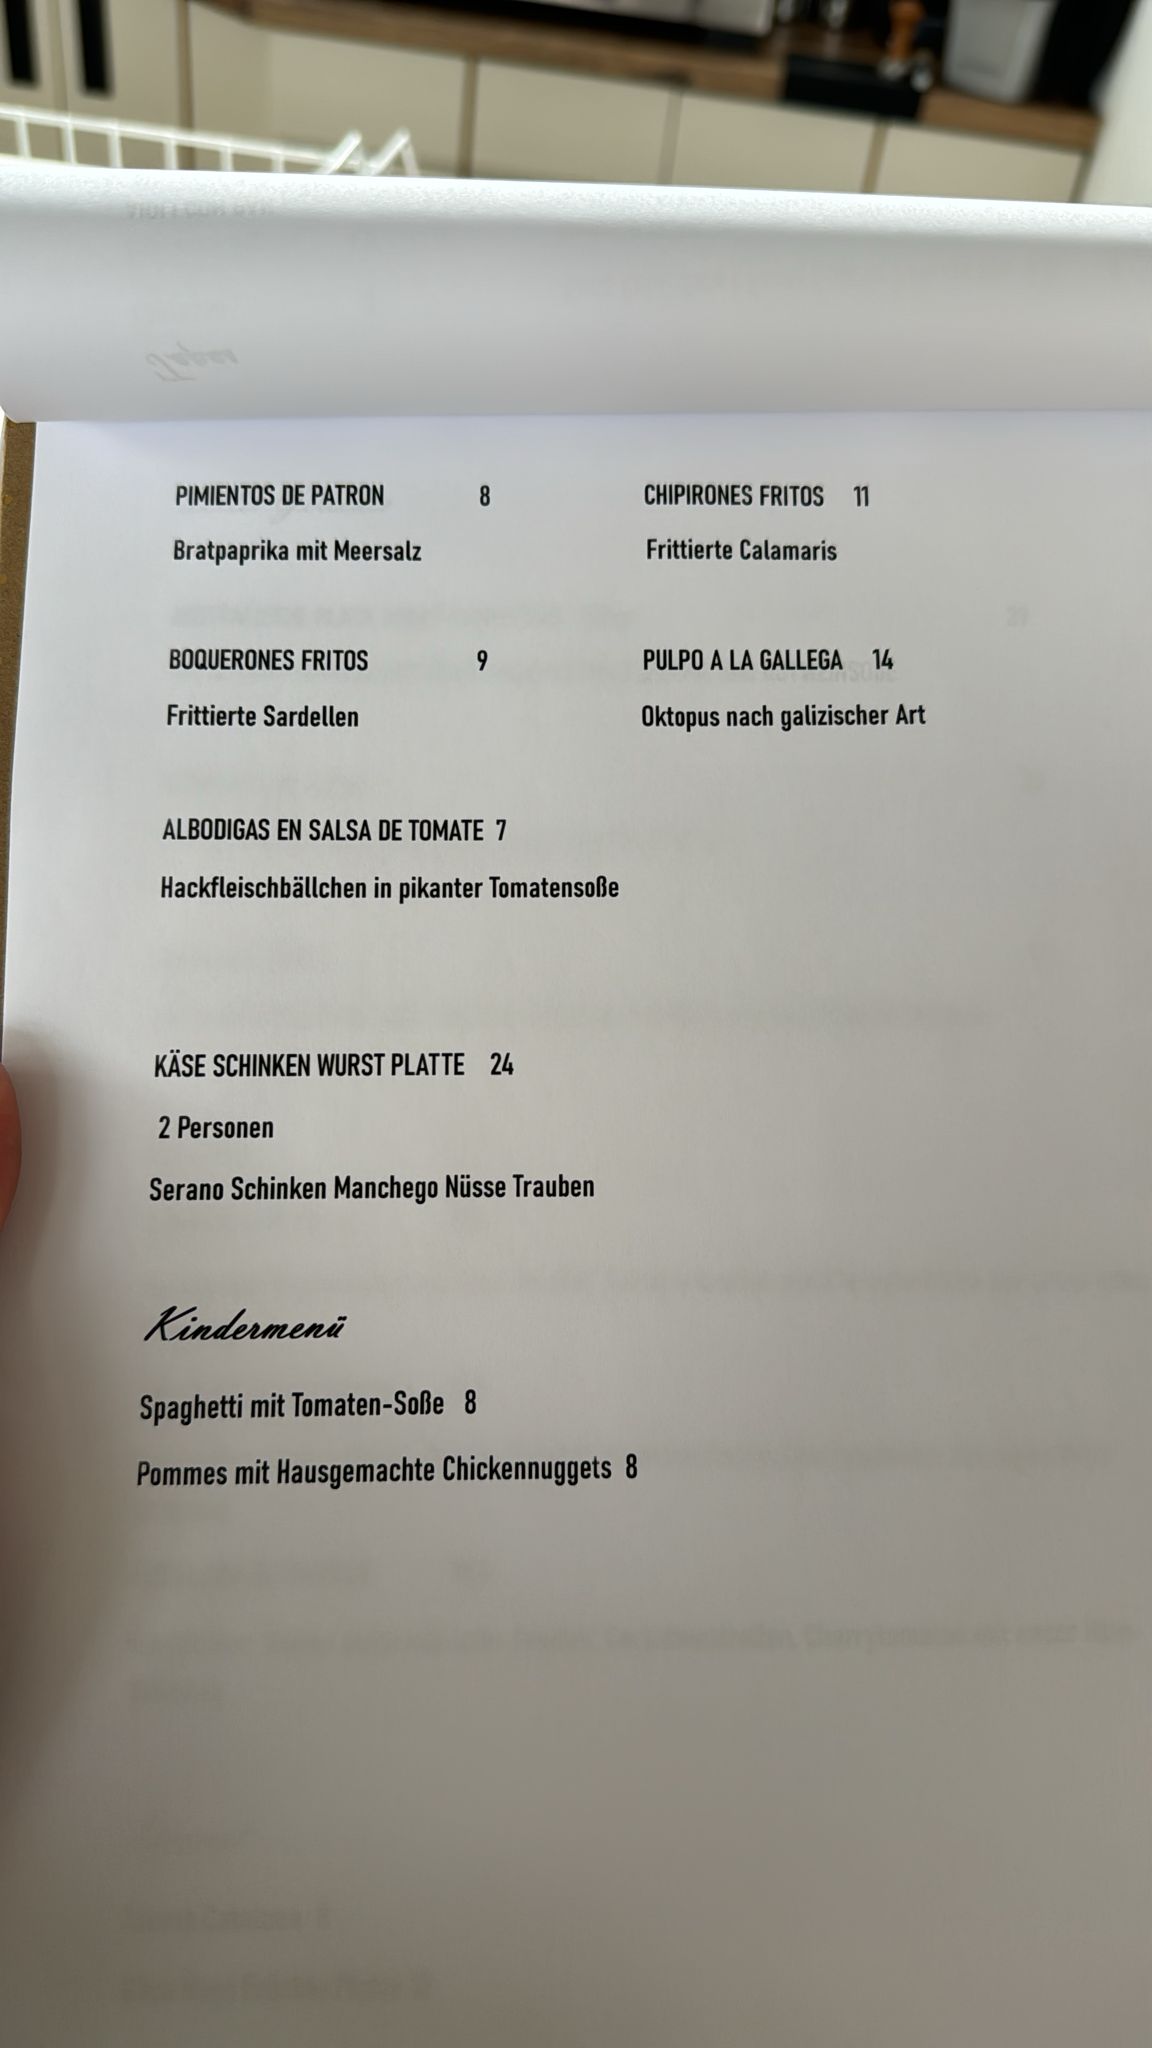 PIMIENTOS DE PATRON 8
Bratpaprika mit Meersalz
CHIPIRONES FRITOS 11
Frittierte Calamaris
BOQUERONES FRITOS 9
Frittierte Sardellen
PULPO A LA GALLEGA 14
Oktopus nach galizischer Art
ALBODIGAS EN SALSA DE TOMATE 7
Hackfleischbällchen in pikanter Tomatensoße
KÄSE SCHINKEN WURST PLATTE 24
2 Personen
Serano Schinken Manchego Nüsse Trauben
Kindermenü
Spaghetti mit Tomaten-Soße 8
Pommes mit Hausgemachte Chickennuggets 8